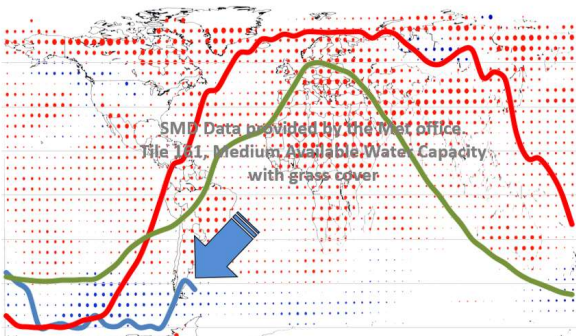 SMD Data provided by the Met office.
Tile 161, Medium Available Water Capacity
with grass cover